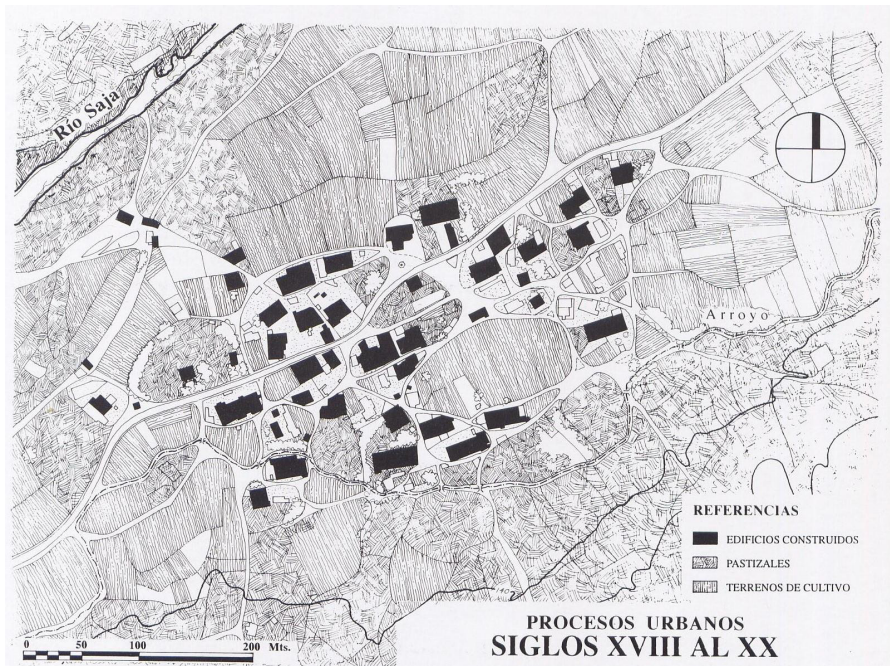 Río Saja
Arroyo
REFERENCIAS
EDIFICIOS CONSTRUIDOS
PASTIZALES
TERRENOS DE CULTIVO
PROCESOS URBANOS
SIGLOS XVIII AL XX
0 50 100 200 Mts.